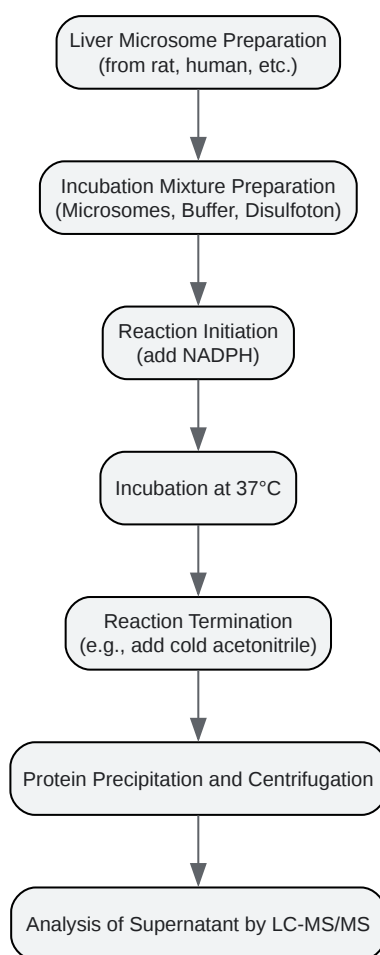 Liver Microsome Preparation
(from rat, human, etc.)
Incubation Mixture Preparation
(Microsomes, Buffer, Disulfoton)
Reaction Initiation
(add NADPH)
Incubation at 37°C
Reaction Termination
(e.g., add cold acetonitrile)
Protein Precipitation and Centrifugation
Analysis of Supernatant by LC-MS/MS